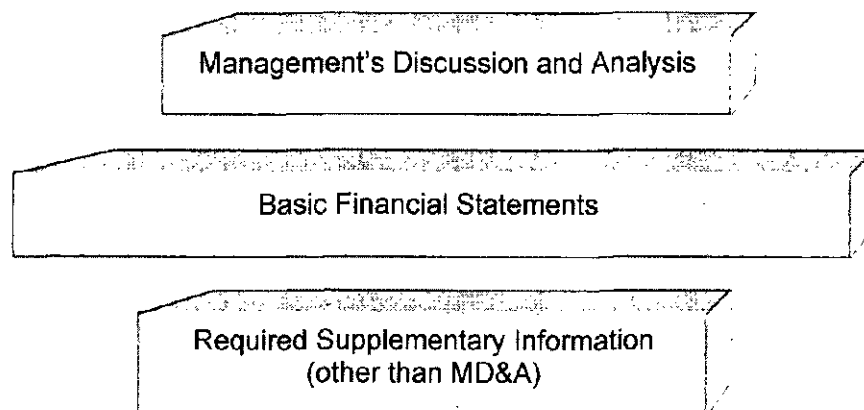 Management's Discussion and Analysis
Basic Financial Statements
Required Supplementary Information
(other than MD&A)